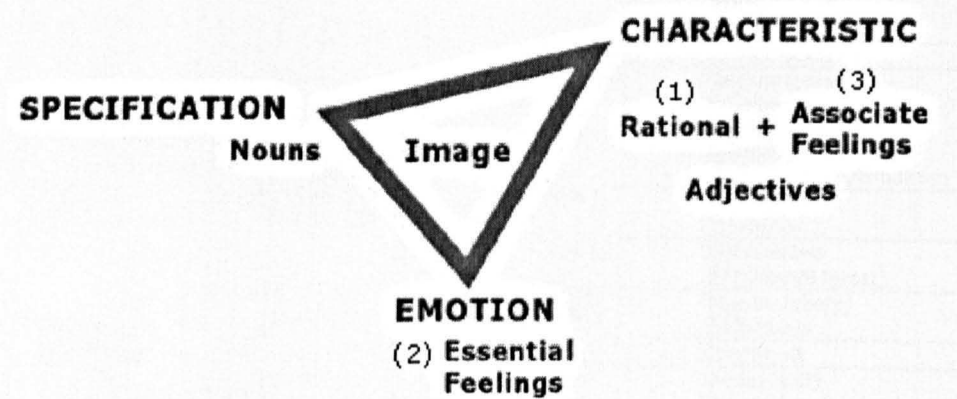 CHARACTERISTIC
(1) (3)
Rational + Associate Feelings
Adjectives
SPECIFICATION
Nouns
Image
EMOTION
(2) Essential
Feelings